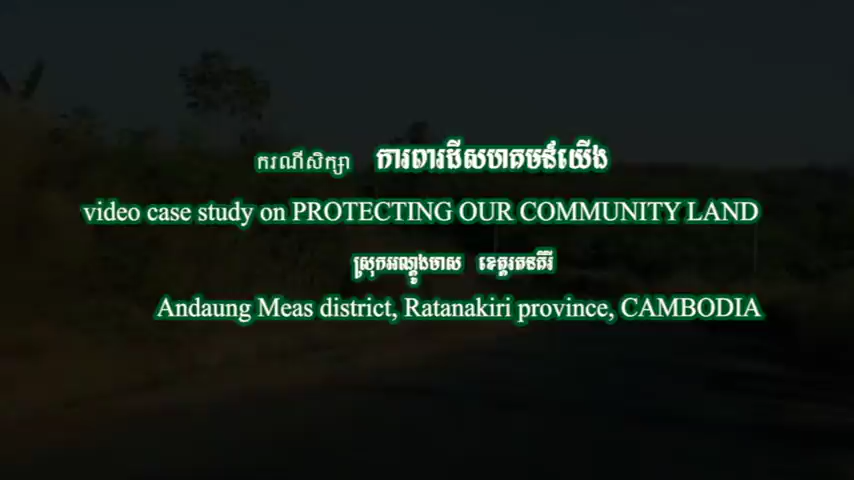 ករណីសិក្សា ការពារដីសហគមន៍យើង
video case study on PROTECTING OUR COMMUNITY LAND
ស្រុកអណ្តូងមាស ខេត្តរតនគិរី
Andaung Meas district, Ratanakiri province, CAMBODIA